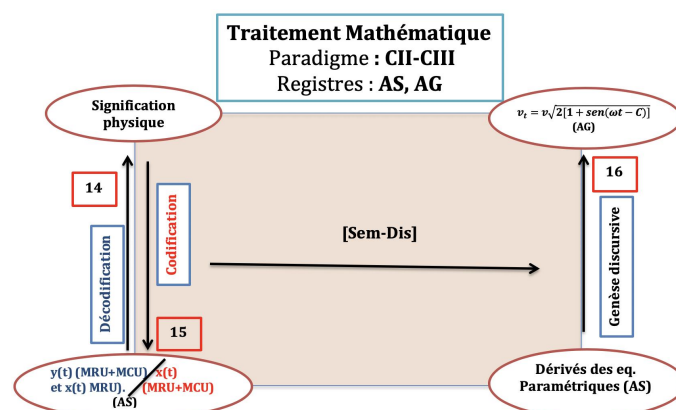 Traitement Mathématique
Paradigme : CII-CIII
Registres : AS, AG
Signification
physique
v_t = v√2[1 + sen(ωt − C)]
(AG)
14
16
Décodification
Codification
[Sem-Dis]
Genèse discursive
15
y(t) (MRU+MCU) x(t)
et x(t) MRU). (MRU+MCU)
(AS)
Dérivés des eq.
Paramétriques (AS)